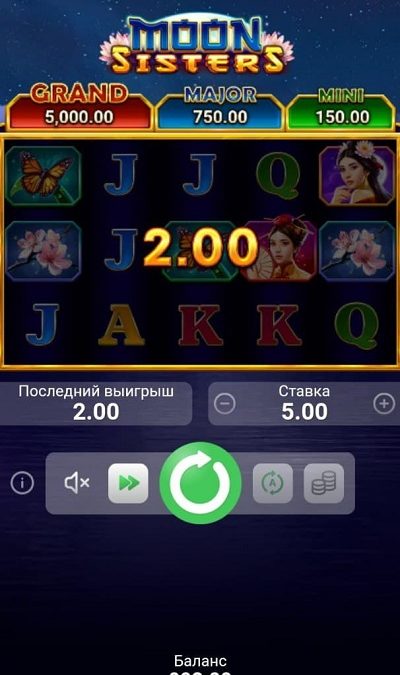 MOON
SISTERS
GRAND MAJOR MINI
5,000.00 750.00 150.00
J J Q
J 2.00
J A K K Q
Последний выигрыш Ставка
2.00 5.00
A
Баланс